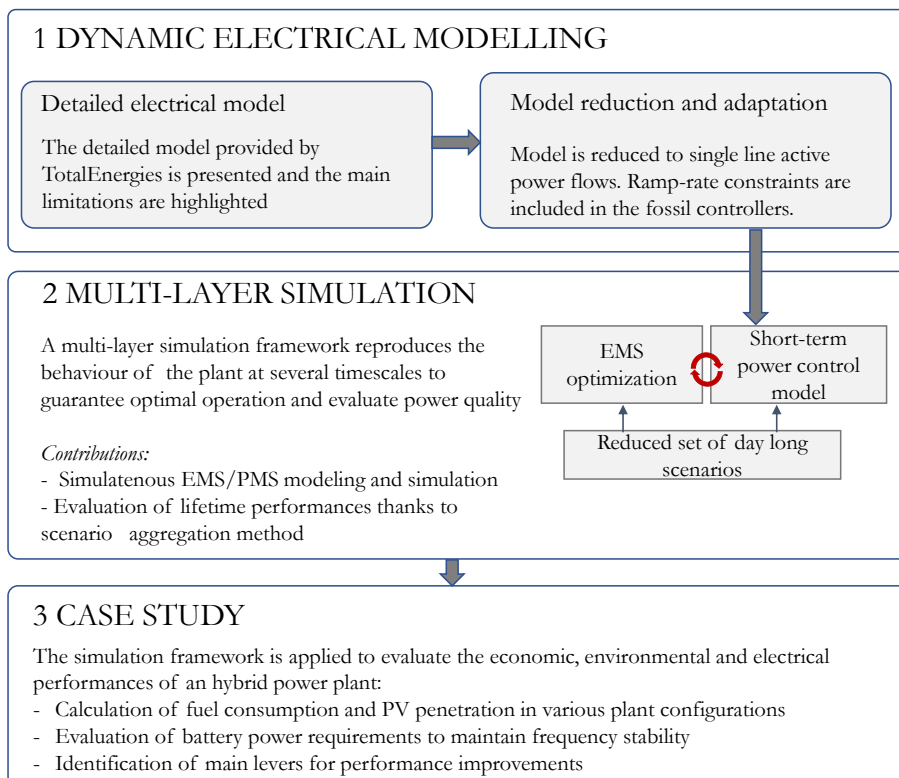 1 DYNAMIC ELECTRICAL MODELLING
Detailed electrical model
The detailed model provided by
TotalEnergies is presented and the main
limitations are highlighted
Model reduction and adaptation
Model is reduced to single line active
power flows. Ramp-rate constraints are
included in the fossil controllers.
2 MULTI-LAYER SIMULATION
A multi-layer simulation framework reproduces the
behaviour of the plant at several timescales to
guarantee optimal operation and evaluate power quality
Contributions:
- Simulatenous EMS/PMS modeling and simulation
- Evaluation of lifetime performances thanks to
scenario aggregation method
EMS
optimization
Short-term
power control
model
Reduced set of day long
scenarios
3 CASE STUDY
The simulation framework is applied to evaluate the economic, environmental and electrical
performances of an hybrid power plant:
- Calculation of fuel consumption and PV penetration in various plant configurations
- Evaluation of battery power requirements to maintain frequency stability
- Identification of main levers for performance improvements